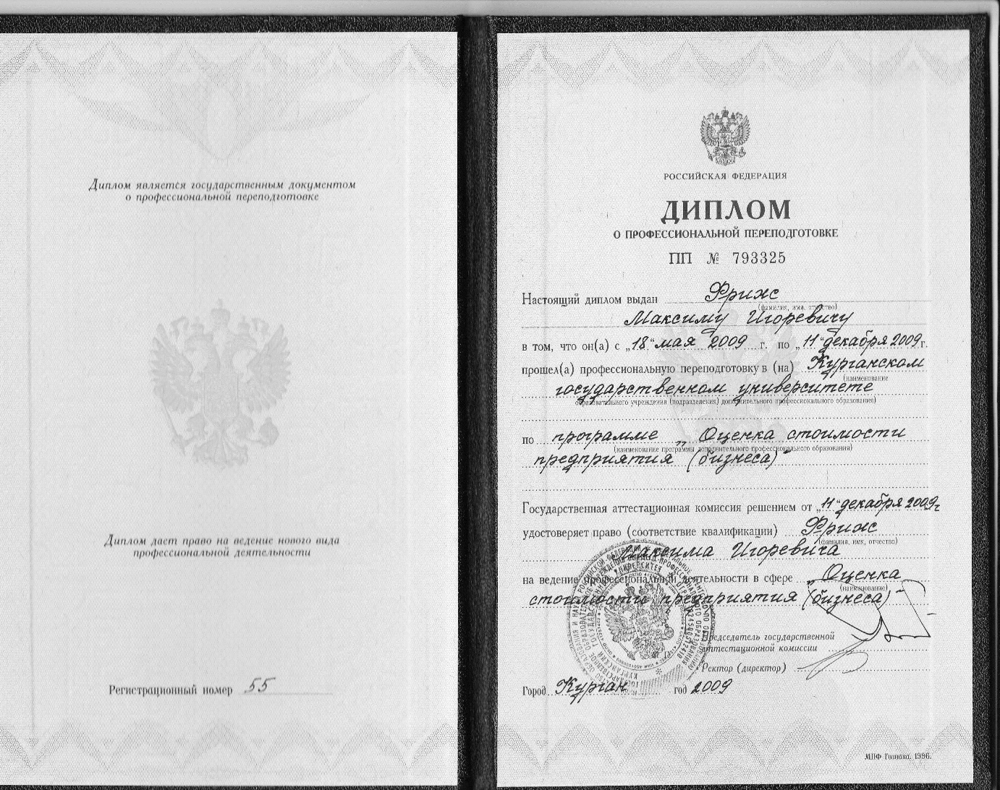 Диплом является государственным документом
о профессиональной переподготовке
Диплом дает право на ведение нового вида
профессиональной деятельности
Регистрационный номер 55
РОССИЙСКАЯ ФЕДЕРАЦИЯ
ДИПЛОМ
О ПРОФЕССИОНАЛЬНОЙ ПЕРЕПОДГОТОВКЕ
ПП № 793325
Настоящий диплом выдан Фрихс
(фамилия, имя, отчество)
Максиму Игоревичу
в том, что он(а) с „18“ мая 2009 г. по „11“ декабря 2009 г.
прошел(а) профессиональную переподготовку в (на) Курганском
(наименование
государственном университете
образовательного учреждения (подразделения) дополнительного профессионального образования)
по программе „Оценка стоимости
(наименование программы дополнительного профессионального образования)
предприятия (бизнеса)“
Государственная аттестационная комиссия решением от „11“ декабря 2009г
удостоверяет право (соответствие квалификации) Фрихс
(фамилия, имя, отчество)
Максима Игоревича
на ведение профессиональной деятельности в сфере „Оценка
(наименование)
стоимости предприятия (бизнеса)“
Председатель государственной
аттестационной комиссии
Ректор (директор)
Город Курган год 2009
МПФ Гознака. 1996.